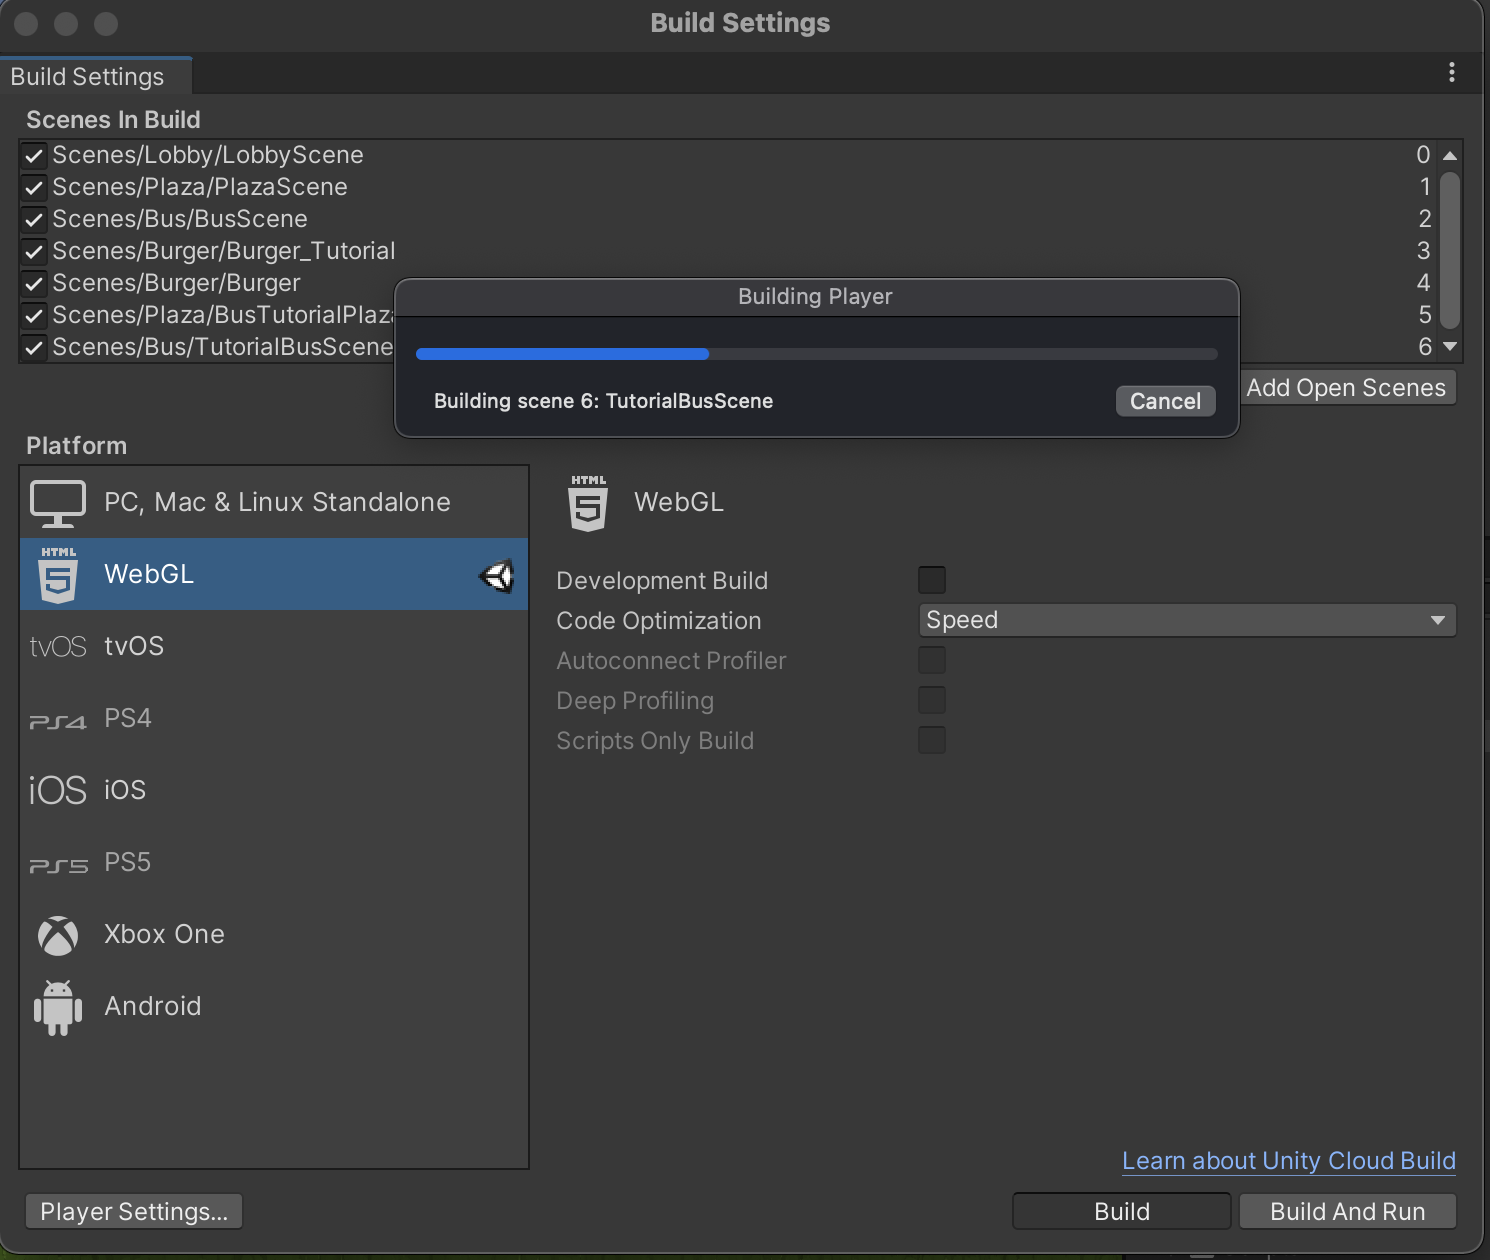 Build Settings
Build Settings
Scenes In Build
Scenes/Lobby/LobbyScene 0
Scenes/Plaza/PlazaScene 1
Scenes/Bus/BusScene 2
Scenes/Burger/Burger_Tutorial 3
Scenes/Burger/Burger 4
Scenes/Plaza/BusTutorialPlaza 5
Scenes/Bus/TutorialBusScene 6
Building Player
Building scene 6: TutorialBusScene
Cancel
Add Open Scenes
Platform
PC, Mac & Linux Standalone
HTML
5
WebGL
tvOS tvOS
PS4 PS4
iOS iOS
PS5 PS5
Xbox One
Android
HTML
5
WebGL
Development Build
Code Optimization Speed
Autoconnect Profiler
Deep Profiling
Scripts Only Build
Learn about Unity Cloud Build
Player Settings...
Build
Build And Run